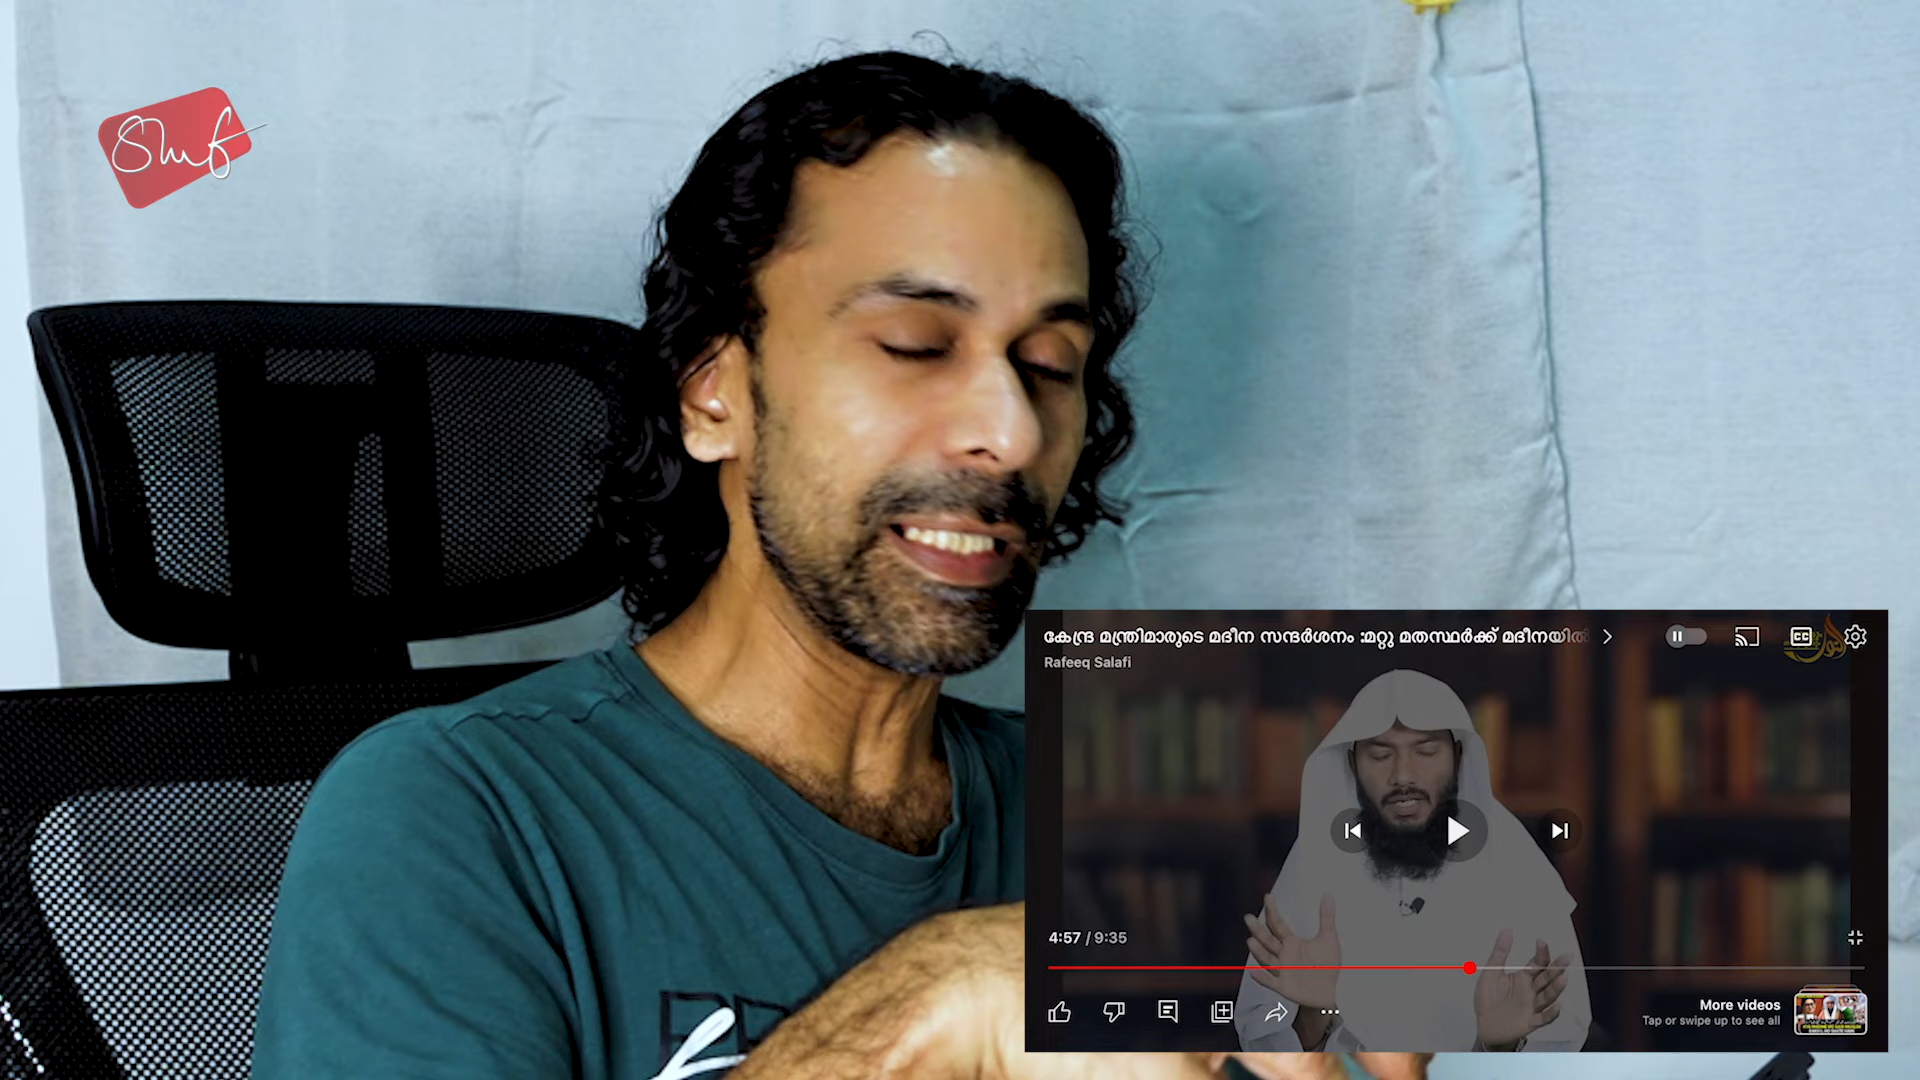 Shuf
കേന്ദ്ര മന്ത്രിമാരുടെ മദീന സന്ദർശനം :മറ്റു മതസ്ഥർക്ക് മദീനയിൽ
Rafeeq Salafi
CC
4:57 / 9:35
More videos
Tap or swipe up to see all